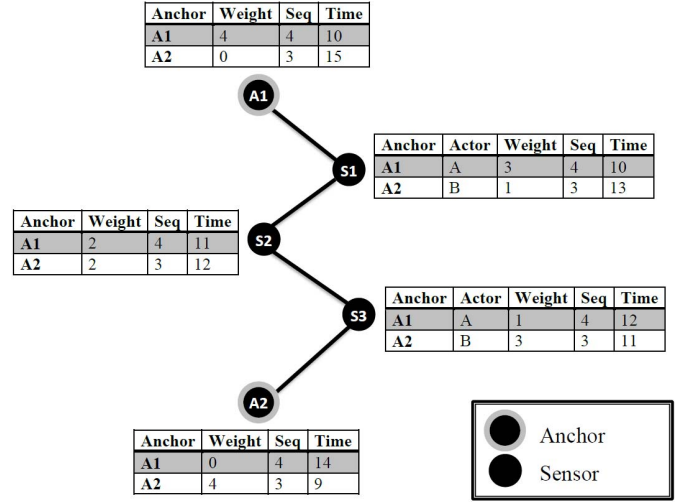 Anchor Weight Seq Time
A1 4 4 10
A2 0 3 15
A1
Anchor Actor Weight Seq Time
A1 A 3 4 10
A2 B 1 3 13
S1
Anchor Weight Seq Time
A1 2 4 11
A2 2 3 12
S2
Anchor Actor Weight Seq Time
A1 A 1 4 12
A2 B 3 3 11
S3
A2
Anchor Weight Seq Time
A1 0 4 14
A2 4 3 9
Anchor
Sensor